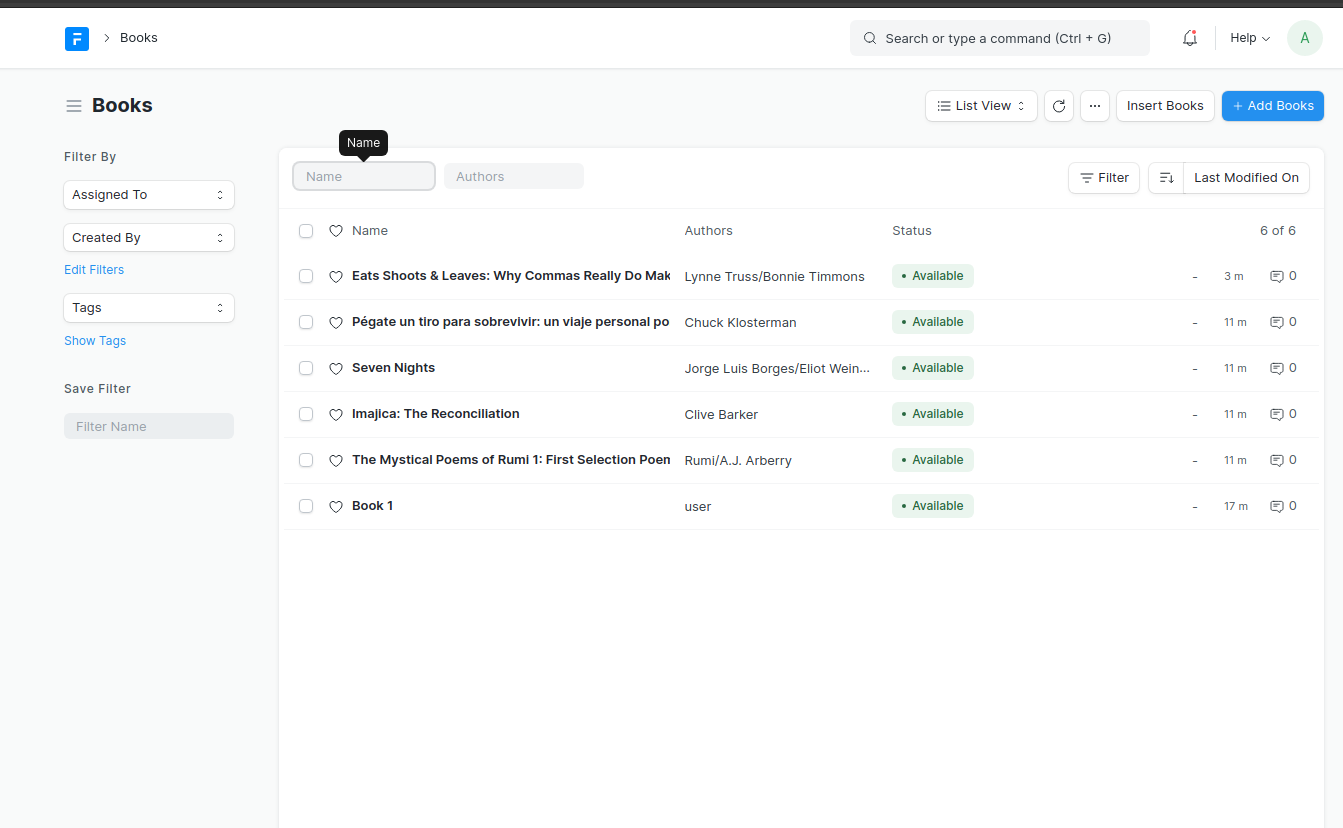 Books
Search or type a command (Ctrl + G)
Help
A
Books
List View
Insert Books
+ Add Books
Filter By
Assigned To
Created By
Edit Filters
Tags
Show Tags
Save Filter
Filter Name
Name
Name
Authors
Filter
Last Modified On
Name Authors Status 6 of 6
Eats Shoots & Leaves: Why Commas Really Do Mak Lynne Truss/Bonnie Timmons • Available - 3 m 0
Pégate un tiro para sobrevivir: un viaje personal po Chuck Klosterman • Available - 11 m 0
Seven Nights Jorge Luis Borges/Eliot Wein... • Available - 11 m 0
Imajica: The Reconciliation Clive Barker • Available - 11 m 0
The Mystical Poems of Rumi 1: First Selection Poem Rumi/A.J. Arberry • Available - 11 m 0
Book 1 user • Available - 17 m 0